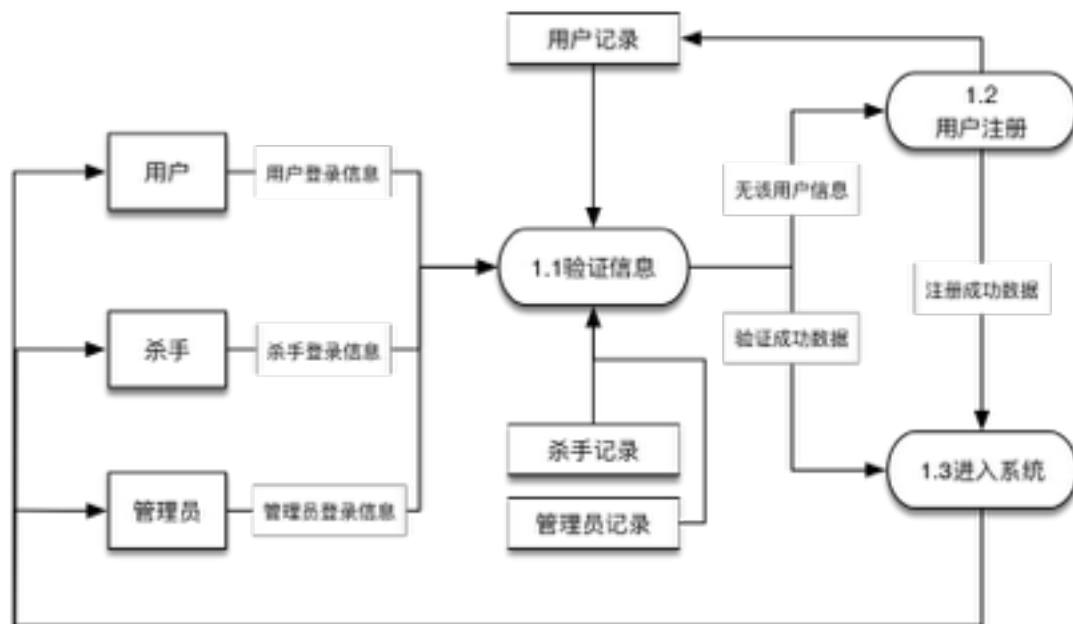 用户记录
1.2
用户注册
用户
用户登录信息
无该用户信息
1.1验证信息
注册成功数据
杀手
杀手登录信息
验证成功数据
杀手记录
1.3进入系统
管理员
管理员登录信息
管理员记录